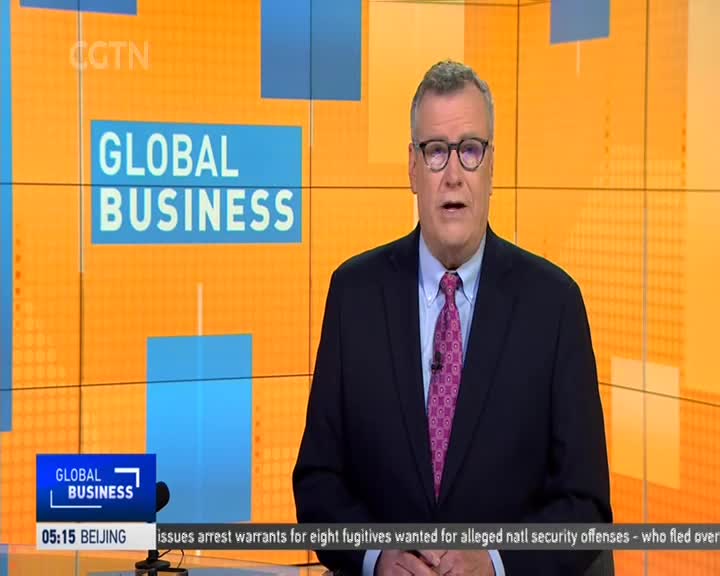 CGTN
GLOBAL
BUSINESS
GLOBAL
BUSINESS
05:15 BEIJING
issues arrest warrants for eight fugitives wanted for alleged natl security offenses - who fled over